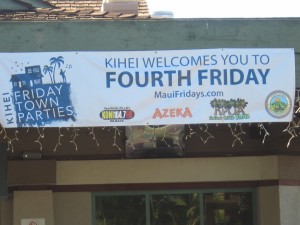 KIHEI
FRIDAY
TOWN
PARTIES
KIHEI WELCOMES YOU TO
FOURTH FRIDAY
MauiFridays.com
AZEKA